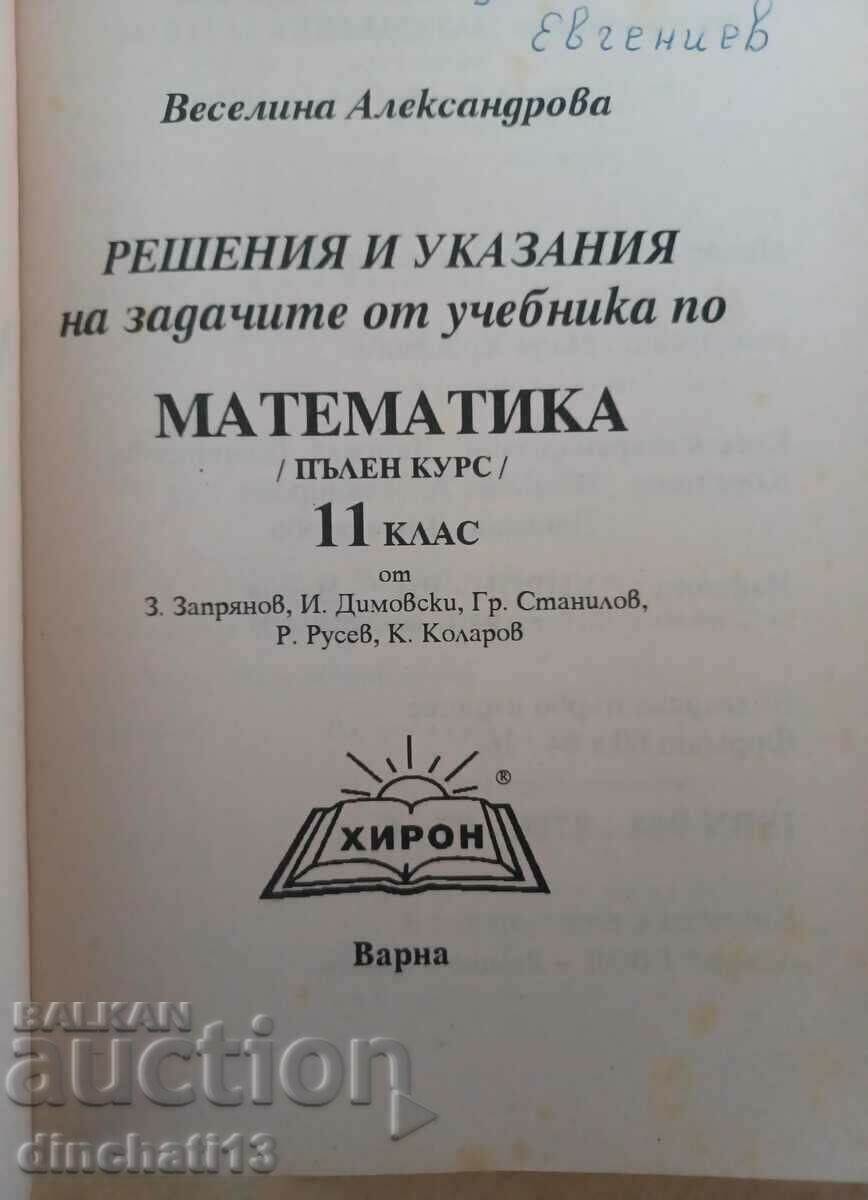 Евгениев
Веселина Александрова
РЕШЕНИЯ И УКАЗАНИЯ
на задачите от учебника по
МАТЕМАТИКА
/ ПЪЛЕН КУРС /
11 КЛАС
от
З. Запрянов, И. Димовски, Гр. Станилов,
Р. Русев, К. Коларов
®
ХИРОН
Варна
BALKAN
auction
dinchati13